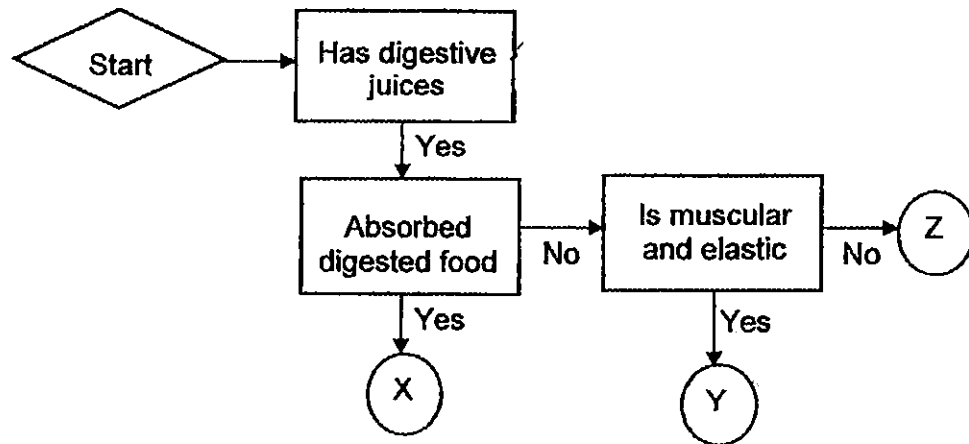 Start
Has digestive
juices
Yes
Absorbed
digested food
No
Is muscular
and elastic
No
Z
Yes
X
Yes
Y